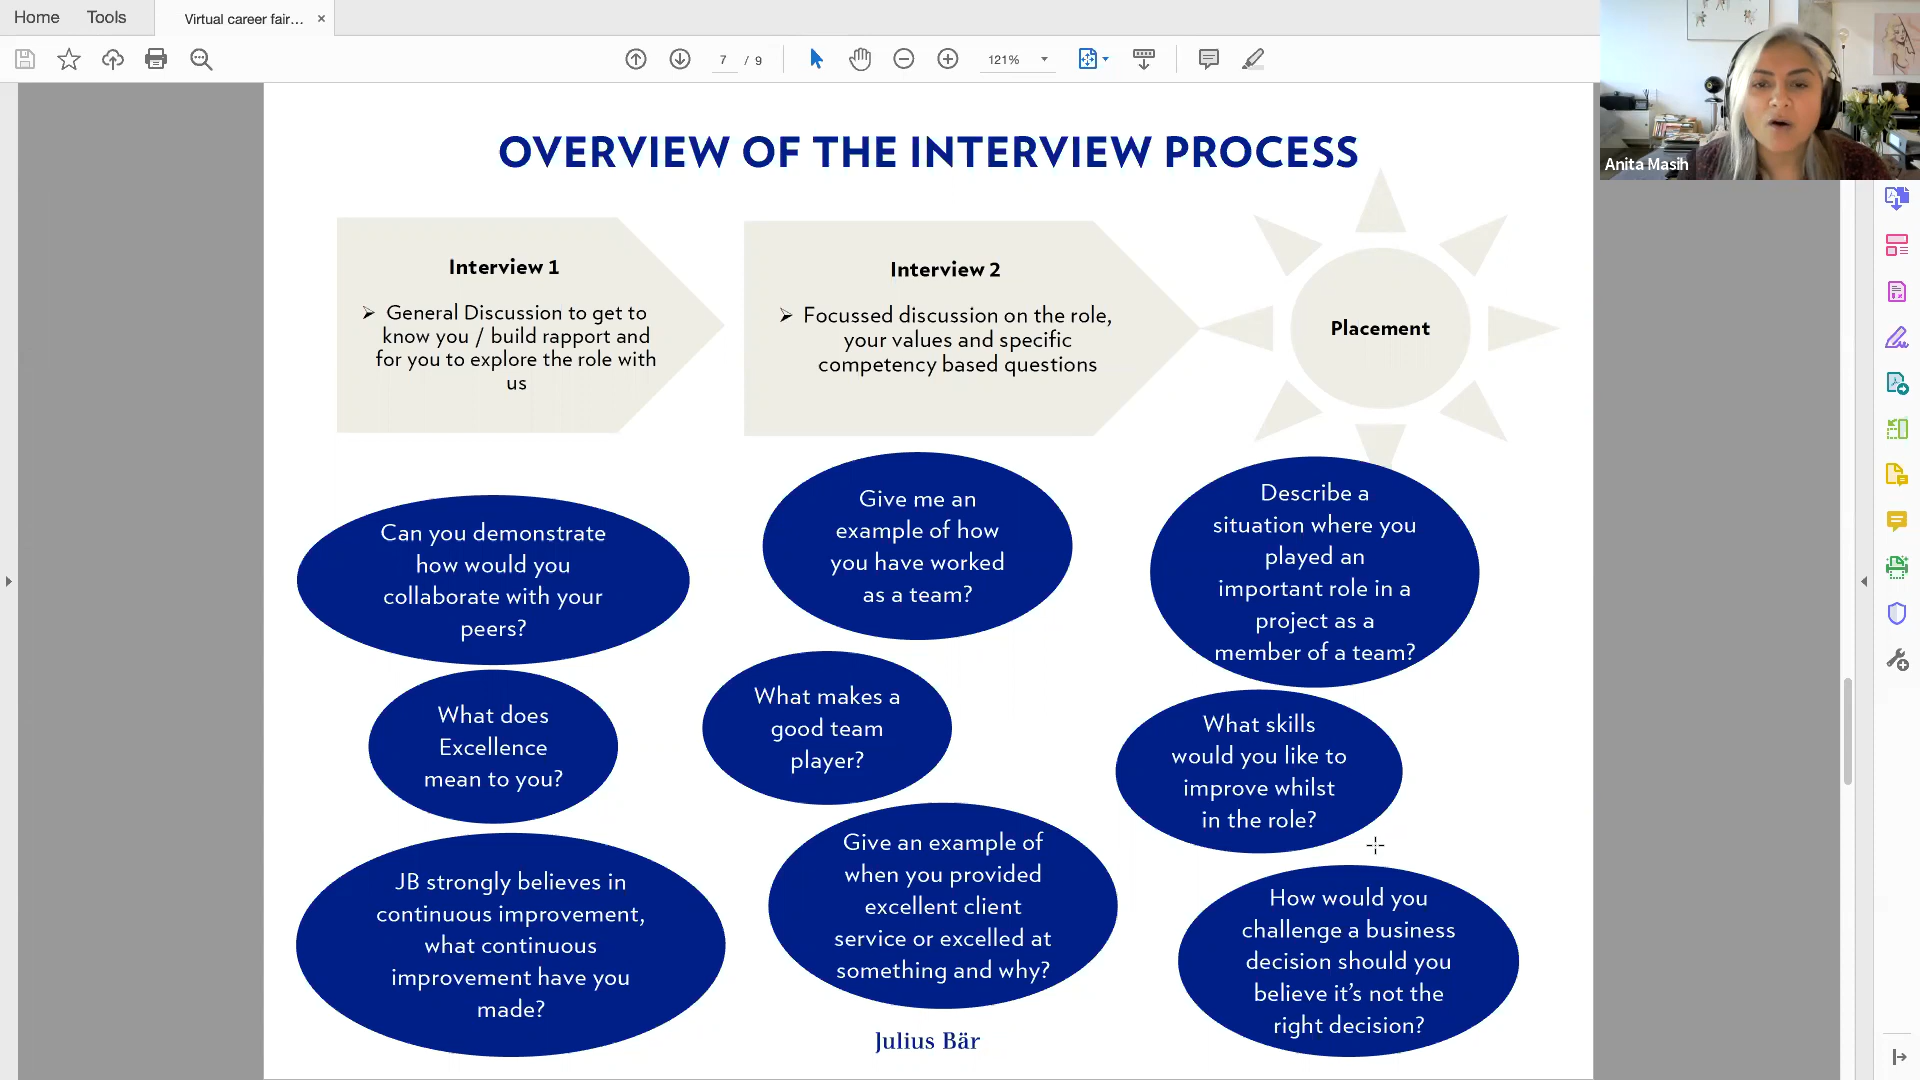 Home
Tools
Virtual career fair...
×
7 / 9
121%
Anita Masih
OVERVIEW OF THE INTERVIEW PROCESS
Interview 1
➢ General Discussion to get to
know you / build rapport and
for you to explore the role with
us
Interview 2
➢ Focussed discussion on the role,
your values and specific
competency based questions
Placement
Can you demonstrate
how would you
collaborate with your
peers?
Give me an
example of how
you have worked
as a team?
Describe a
situation where you
played an
important role in a
project as a
member of a team?
What does
Excellence
mean to you?
What makes a
good team
player?
What skills
would you like to
improve whilst
in the role?
JB strongly believes in
continuous improvement,
what continuous
improvement have you
made?
Give an example of
when you provided
excellent client
service or excelled at
something and why?
How would you
challenge a business
decision should you
believe it's not the
right decision?
Julius Bär